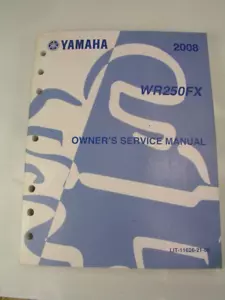 YAMAHA
2008
WR250FX
OWNER'S SERVICE MANUAL